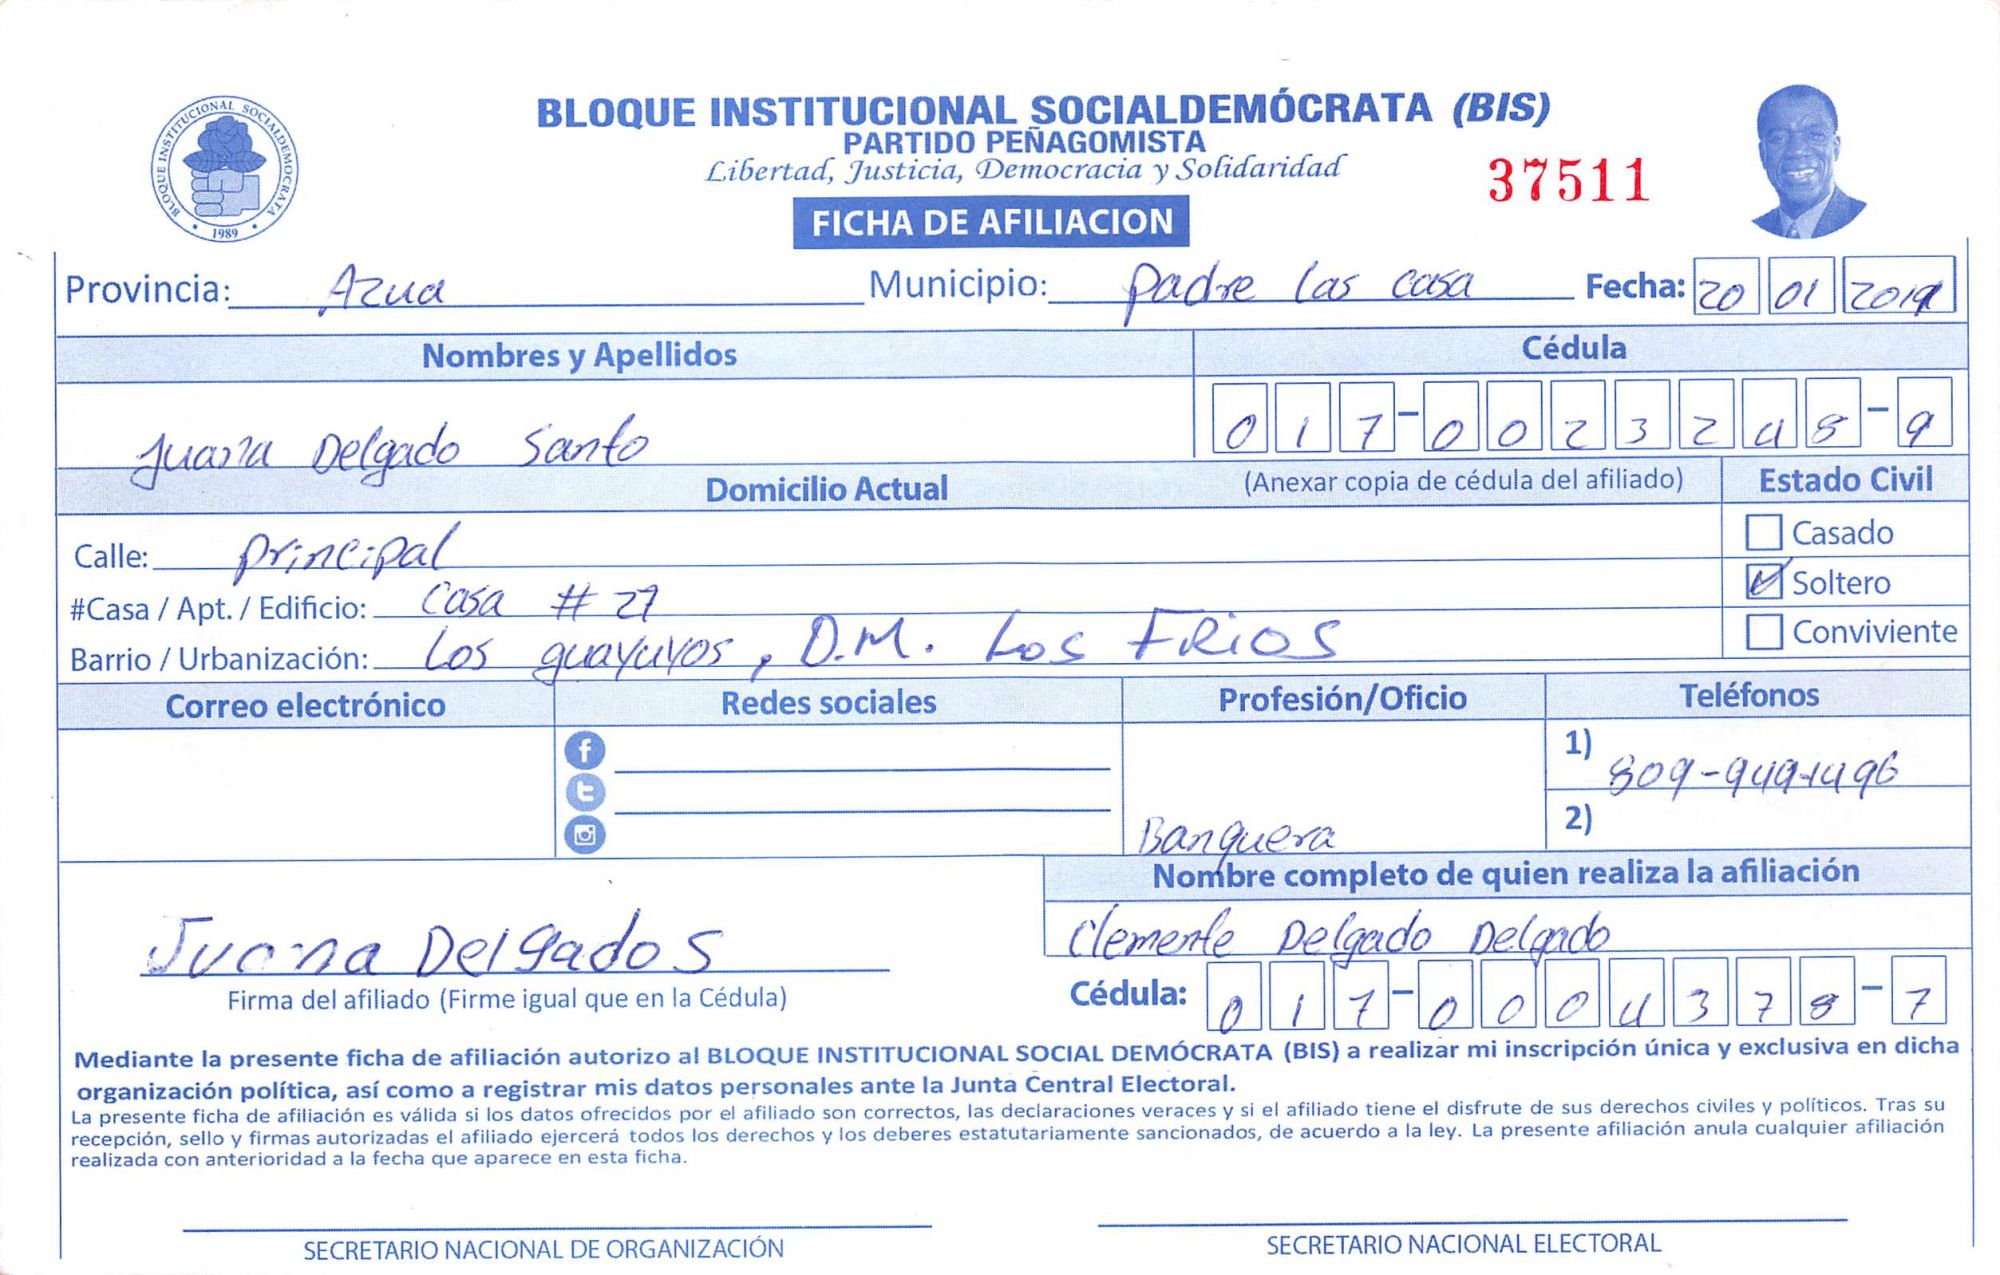 BLOQUE INSTITUCIONAL SOCIALDEMÓCRATA (BIS)
PARTIDO PEÑAGOMISTA
Libertad, Justicia, Democracia y Solidaridad
37511
BLOQUE INSTITUCIONAL SOCIALDEMOCRATA
1989
FICHA DE AFILIACION
Provincia: Azua Municipio: Padre las casa Fecha: 20 01 2019
Nombres y Apellidos Cédula
Juana Delgado Santo 017-0023248-9
Domicilio Actual (Anexar copia de cédula del afiliado) Estado Civil
Calle: principal Casado
#Casa / Apt. / Edificio: Casa # 27 Soltero
Barrio / Urbanización: Los guayuyos, D.M. Los FRiOS Conviviente
Correo electrónico Redes sociales Profesión/Oficio Teléfonos
1) 809-949-1496
2)
Banquera
Nombre completo de quien realiza la afiliación
Clemente Delgado Delgado
Juana DelgadoS
Firma del afiliado (Firme igual que en la Cédula) Cédula: 017-0004378-7
Mediante la presente ficha de afiliación autorizo al BLOQUE INSTITUCIONAL SOCIAL DEMÓCRATA (BIS) a realizar mi inscripción única y exclusiva en dicha
organización política, así como a registrar mis datos personales ante la Junta Central Electoral.
La presente ficha de afiliación es válida si los datos ofrecidos por el afiliado son correctos, las declaraciones veraces y si el afiliado tiene el disfrute de sus derechos civiles y políticos. Tras su
recepción, sello y firmas autorizadas el afiliado ejercerá todos los derechos y los deberes estatutariamente sancionados, de acuerdo a la ley. La presente afiliación anula cualquier afiliación
realizada con anterioridad a la fecha que aparece en esta ficha.
SECRETARIO NACIONAL DE ORGANIZACIÓN SECRETARIO NACIONAL ELECTORAL